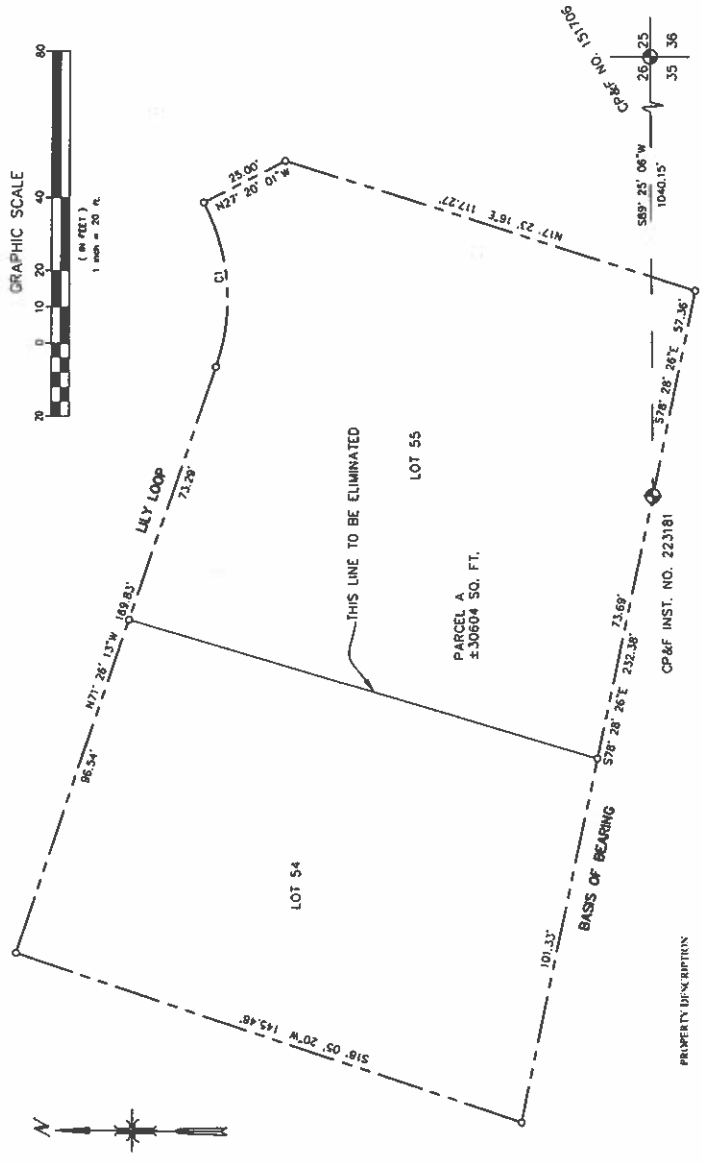 GRAPHIC SCALE
20 0 10 20 40 80
( IN FEET )
1 inch = 20 ft.
N
LILY LOOP
N71° 26' 13"W 169.83'
96.54'
73.29'
C1
25.00'
N27° 20' 01"W
N17° 23' 16"E 117.27'
S18° 05' 20"W 145.48'
THIS LINE TO BE ELIMINATED
LOT 54
LOT 55
PARCEL A
±30604 SQ. FT.
101.33'
73.69'
S78° 28' 26"E 232.38'
S78° 28' 26"E 57.36'
BASIS OF BEARING
CP&F INST. NO. 223181
S89° 25' 06"W
1040.15'
CP&F NO. 151706
26 25
35 36
PROPERTY DESCRIPTION